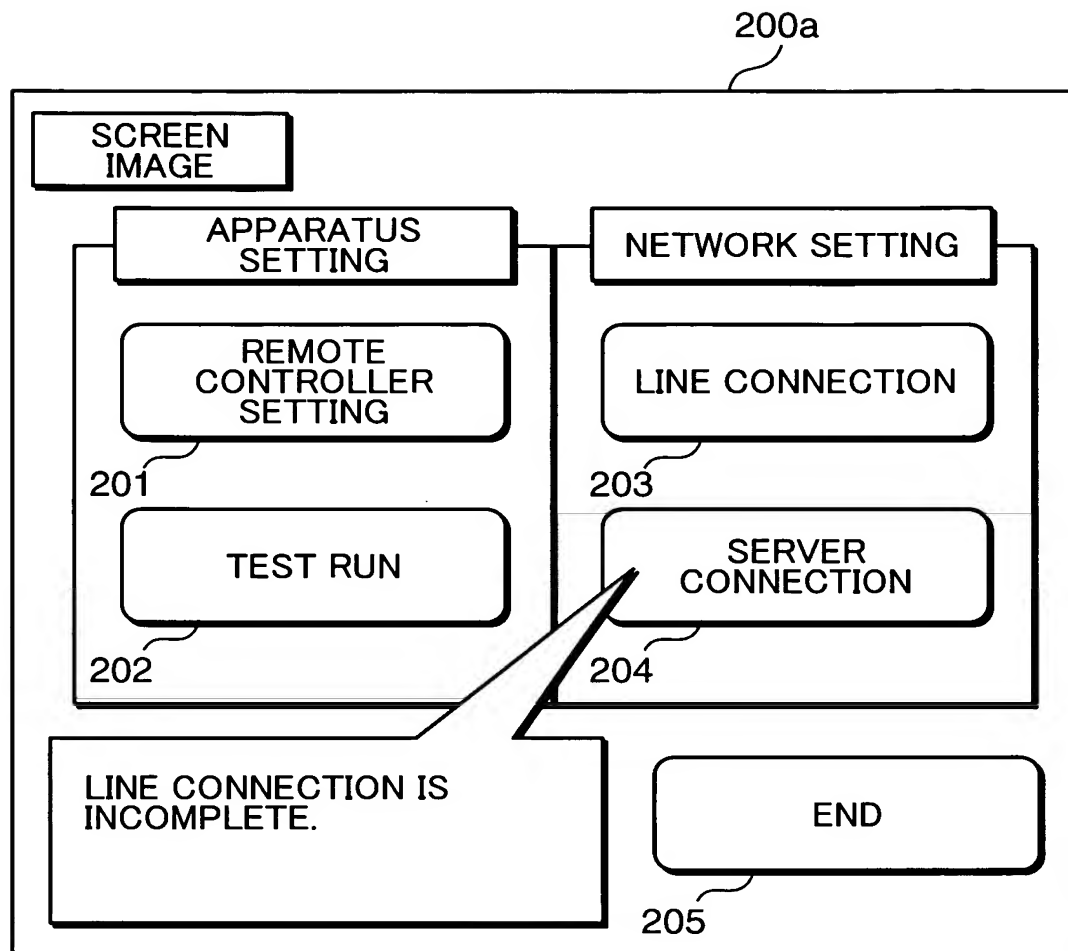 200a
SCREEN
IMAGE
APPARATUS
SETTING
REMOTE
CONTROLLER
SETTING
201
TEST RUN
202
NETWORK SETTING
LINE CONNECTION
203
SERVER
CONNECTION
204
LINE CONNECTION IS
INCOMPLETE.
END
205